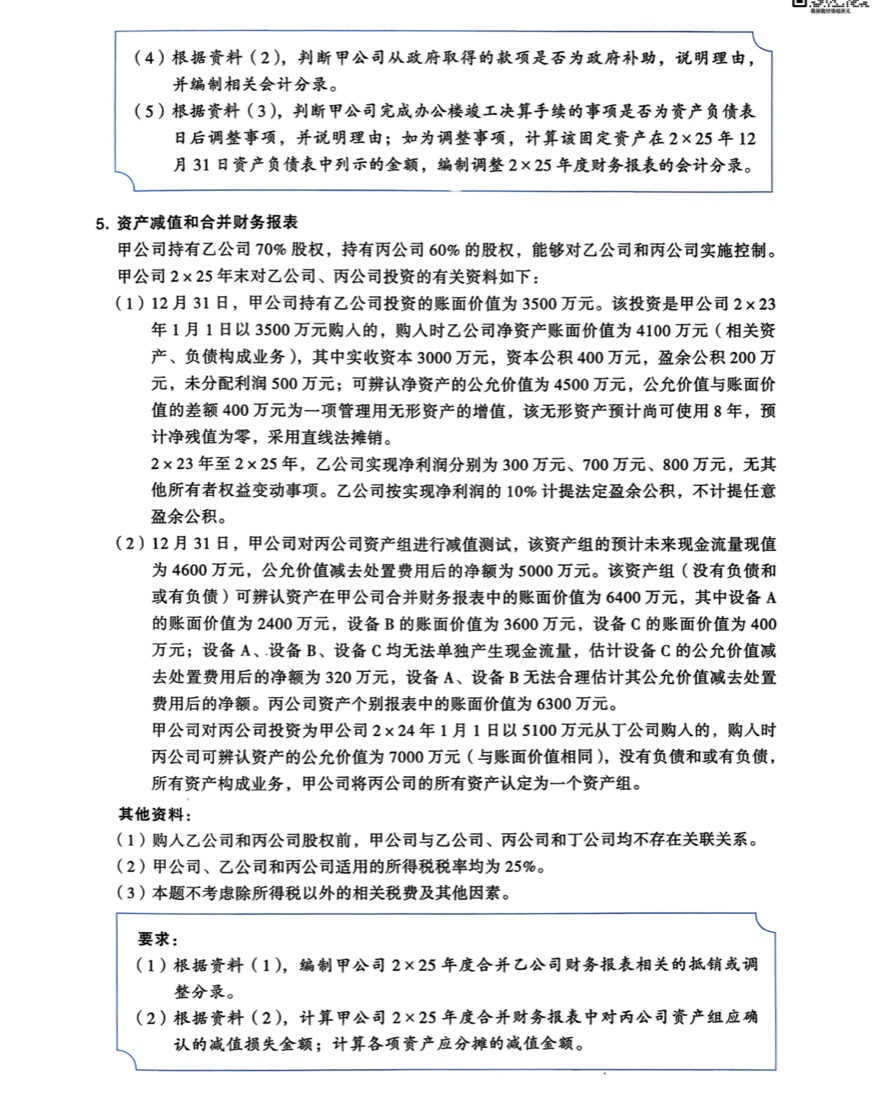 (4)根据资料(2),判断甲公司从政府取得的款项是否为政府补助,说明理由,
并编制相关会计分录。
(5)根据资料(3),判断甲公司完成办公楼竣工决算手续的事项是否为资产负债表
日后调整事项,并说明理由;如为调整事项,计算该固定资产在2×25年12
月31日资产负债表中列示的金额,编制调整2×25年度财务报表的会计分录。
5. 资产减值和合并财务报表
甲公司持有乙公司70%股权,持有丙公司60%的股权,能够对乙公司和丙公司实施控制。
甲公司2×25年末对乙公司、丙公司投资的有关资料如下:
(1)12月31日,甲公司持有乙公司投资的账面价值为3500万元。该投资是甲公司2×23
年1月1日以3500万元购入的,购入时乙公司净资产账面价值为4100万元(相关资
产、负债构成业务),其中实收资本3000万元,资本公积400万元,盈余公积200万
元,未分配利润500万元;可辨认净资产的公允价值为4500万元,公允价值与账面价
值的差额400万元为一项管理用无形资产的增值,该无形资产预计尚可使用8年,预
计净残值为零,采用直线法摊销。
2×23年至2×25年,乙公司实现净利润分别为300万元、700万元、800万元,无其
他所有者权益变动事项。乙公司按实现净利润的10%计提法定盈余公积,不计提任意
盈余公积。
(2)12月31日,甲公司对丙公司资产组进行减值测试,该资产组的预计未来现金流量现值
为4600万元,公允价值减去处置费用后的净额为5000万元。该资产组(没有负债和
或有负债)可辨认资产在甲公司合并财务报表中的账面价值为6400万元,其中设备A
的账面价值为2400万元,设备B的账面价值为3600万元,设备C的账面价值为400
万元;设备A、设备B、设备C均无法单独产生现金流量,估计设备C的公允价值减
去处置费用后的净额为320万元,设备A、设备B无法合理估计其公允价值减去处置
费用后的净额。丙公司资产个别报表中的账面价值为6300万元。
甲公司对丙公司投资为甲公司2×24年1月1日以5100万元从丁公司购入的,购入时
丙公司可辨认资产的公允价值为7000万元(与账面价值相同),没有负债和或有负债,
所有资产构成业务,甲公司将丙公司的所有资产认定为一个资产组。
其他资料:
(1)购入乙公司和丙公司股权前,甲公司与乙公司、丙公司和丁公司均不存在关联关系。
(2)甲公司、乙公司和丙公司适用的所得税税率均为25%。
(3)本题不考虑除所得税以外的相关税费及其他因素。
要求:
(1)根据资料(1),编制甲公司2×25年度合并乙公司财务报表相关的抵销或调
整分录。
(2)根据资料(2),计算甲公司2×25年度合并财务报表中对丙公司资产组应确
认的减值损失金额;计算各项资产应分摊的减值金额。